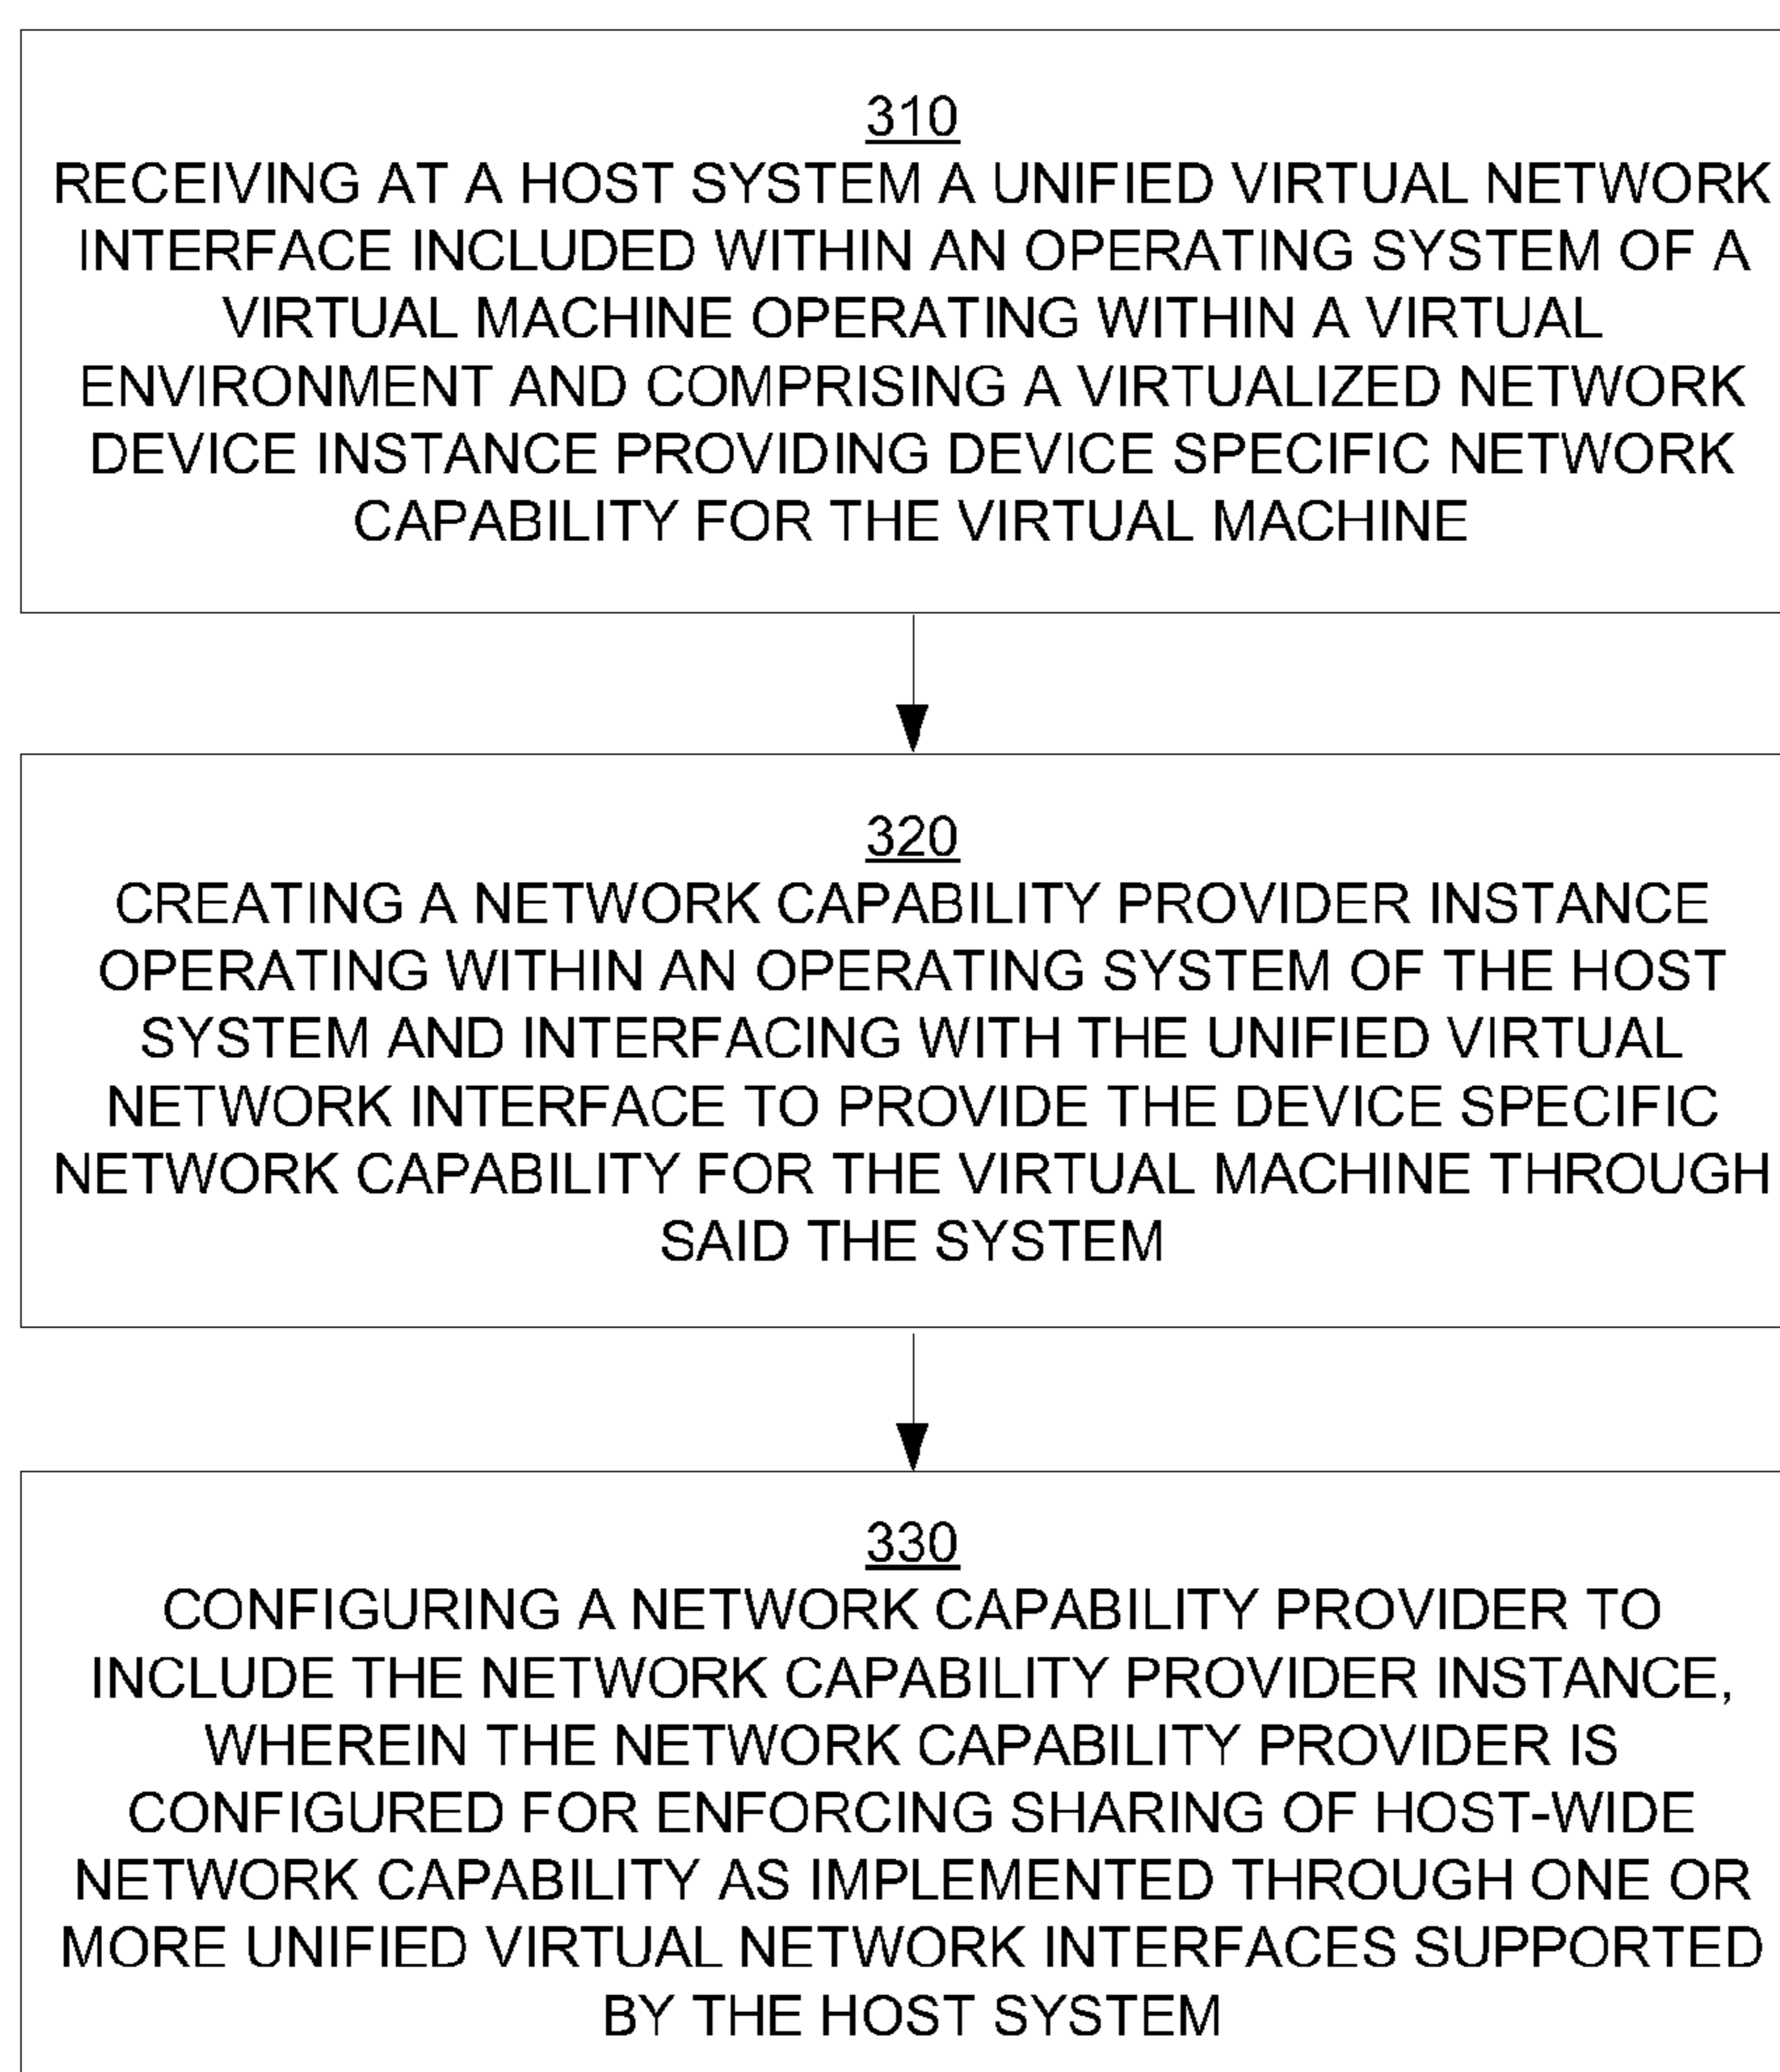 310
RECEIVING AT A HOST SYSTEM A UNIFIED VIRTUAL NETWORK
INTERFACE INCLUDED WITHIN AN OPERATING SYSTEM OF A
VIRTUAL MACHINE OPERATING WITHIN A VIRTUAL
ENVIRONMENT AND COMPRISING A VIRTUALIZED NETWORK
DEVICE INSTANCE PROVIDING DEVICE SPECIFIC NETWORK
CAPABILITY FOR THE VIRTUAL MACHINE
320
CREATING A NETWORK CAPABILITY PROVIDER INSTANCE
OPERATING WITHIN AN OPERATING SYSTEM OF THE HOST
SYSTEM AND INTERFACING WITH THE UNIFIED VIRTUAL
NETWORK INTERFACE TO PROVIDE THE DEVICE SPECIFIC
NETWORK CAPABILITY FOR THE VIRTUAL MACHINE THROUGH
SAID THE SYSTEM
330
CONFIGURING A NETWORK CAPABILITY PROVIDER TO
INCLUDE THE NETWORK CAPABILITY PROVIDER INSTANCE,
WHEREIN THE NETWORK CAPABILITY PROVIDER IS
CONFIGURED FOR ENFORCING SHARING OF HOST-WIDE
NETWORK CAPABILITY AS IMPLEMENTED THROUGH ONE OR
MORE UNIFIED VIRTUAL NETWORK INTERFACES SUPPORTED
BY THE HOST SYSTEM